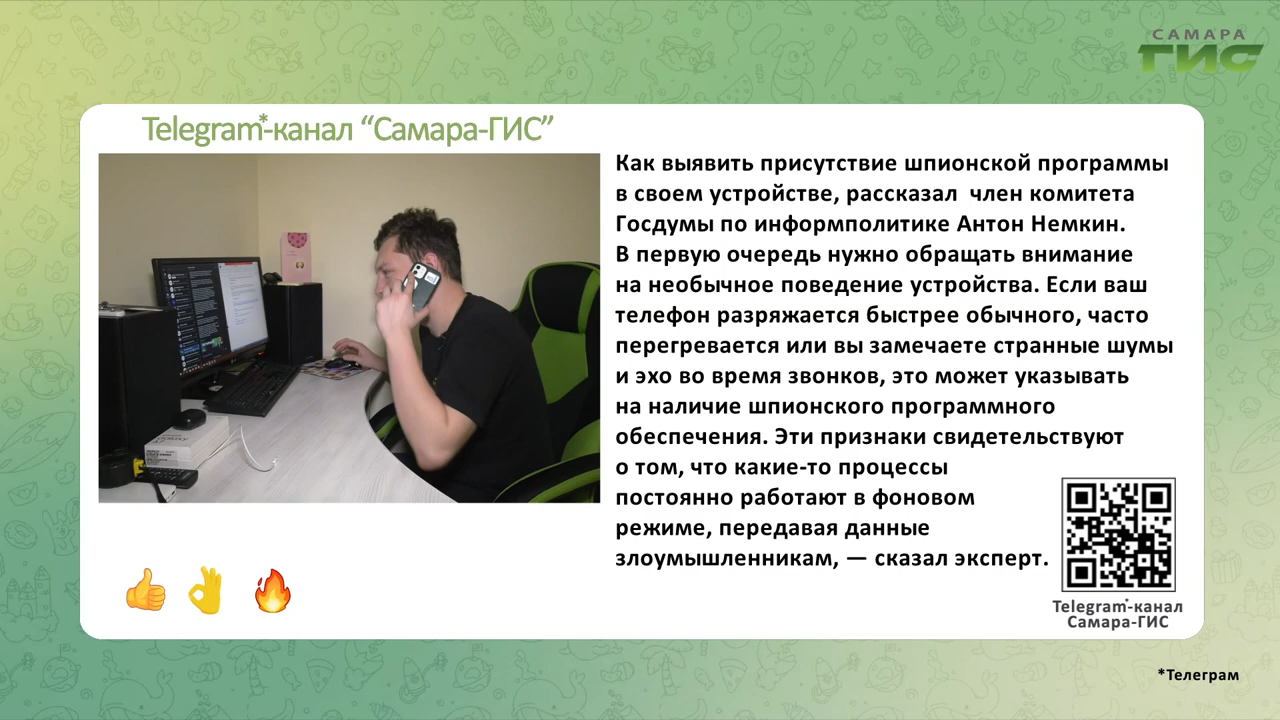 САМАРА
ГИС
Telegram*-канал “Самара-ГИС”
Как выявить присутствие шпионской программы
в своем устройстве, рассказал член комитета
Госдумы по информполитике Антон Немкин.
В первую очередь нужно обращать внимание
на необычное поведение устройства. Если ваш
телефон разряжается быстрее обычного, часто
перегревается или вы замечаете странные шумы
и эхо во время звонков, это может указывать
на наличие шпионского программного
обеспечения. Эти признаки свидетельствуют
о том, что какие-то процессы
постоянно работают в фоновом
режиме, передавая данные
злоумышленникам, — сказал эксперт.
Telegram*-канал
Самара-ГИС
*Телеграм